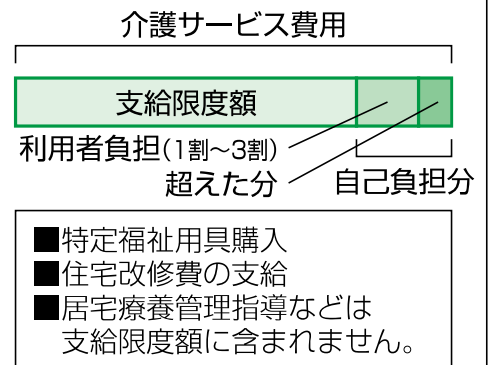 介護サービス費用
支給限度額
利用者負担(1割～3割)
超えた分
自己負担分
■特定福祉用具購入
■住宅改修費の支給
■居宅療養管理指導などは
支給限度額に含まれません。